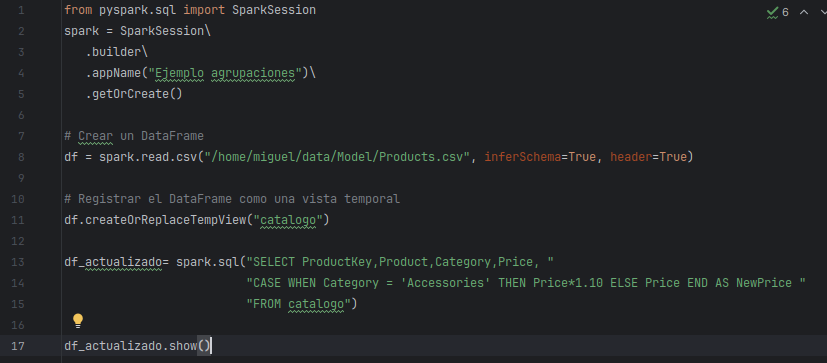 1 from pyspark.sql import SparkSession
2 spark = SparkSession\
3 .builder\
4 .appName("Ejemplo agrupaciones")\
5 .getOrCreate()
6
7 # Crear un DataFrame
8 df = spark.read.csv("/home/miguel/data/Model/Products.csv", inferSchema=True, header=True)
9
10 # Registrar el DataFrame como una vista temporal
11 df.createOrReplaceTempView("catalogo")
12
13 df_actualizado= spark.sql("SELECT ProductKey,Product,Category,Price, "
14 "CASE WHEN Category = 'Accessories' THEN Price*1.10 ELSE Price END AS NewPrice "
15 "FROM catalogo")
16
17 df_actualizado.show()
6